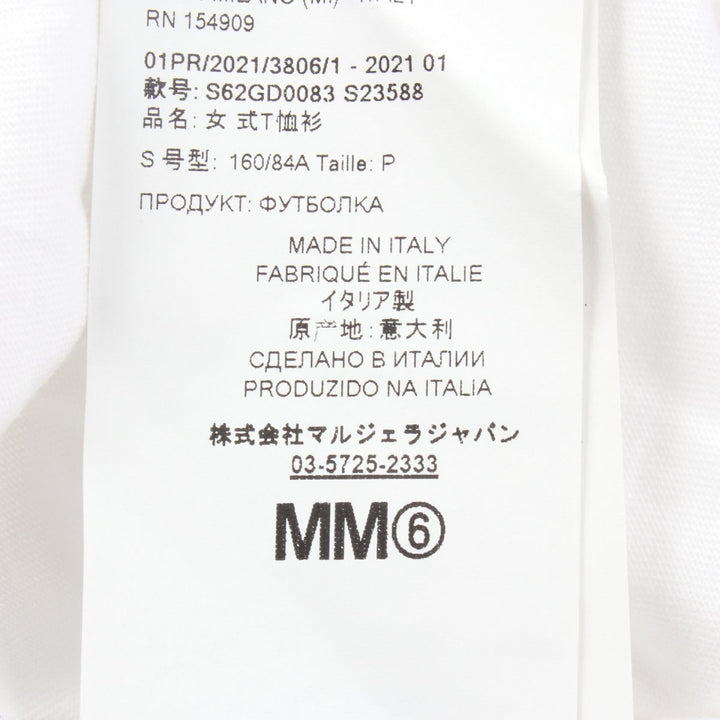 MILANO (MI) - ITALY
RN 154909
01PR/2021/3806/1 - 2021 01
款号: S62GD0083 S23588
品名: 女 式T恤衫
S 号型: 160/84A Taille: P
ПРОДУКТ: ФУТБОЛКА
MADE IN ITALY
FABRIQUÉ EN ITALIE
イタリア製
原产地: 意大利
СДЕЛАНО В ИТАЛИИ
PRODUZIDO NA ITALIA
株式会社マルジェラジャパン
03-5725-2333
MM⑥